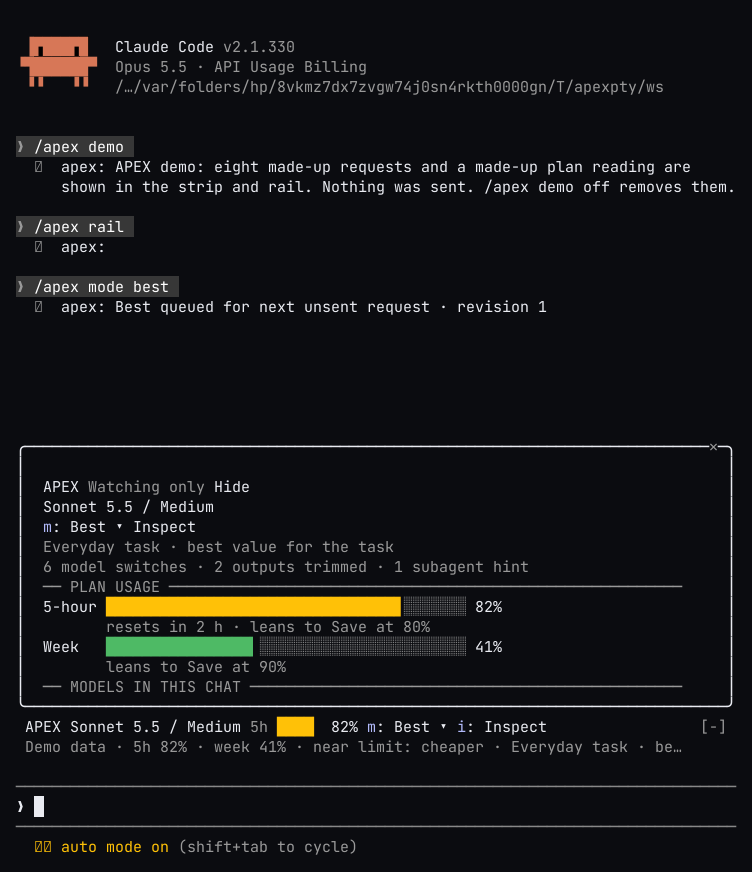 Claude Code v2.1.330
Opus 5.5 · API Usage Billing
/…/var/folders/hp/8vkmz7dx7zvgw74j0sn4rkth0000gn/T/apexpty/ws
❯ /apex demo
apex: APEX demo: eight made-up requests and a made-up plan reading are
shown in the strip and rail. Nothing was sent. /apex demo off removes them.
❯ /apex rail
apex:
❯ /apex mode best
apex: Best queued for next unsent request · revision 1
×
APEX Watching only Hide
Sonnet 5.5 / Medium
m: Best ▾ Inspect
Everyday task · best value for the task
6 model switches · 2 outputs trimmed · 1 subagent hint
── PLAN USAGE ──
5-hour 82%
resets in 2 h · leans to Save at 80%
Week 41%
leans to Save at 90%
── MODELS IN THIS CHAT ──
APEX Sonnet 5.5 / Medium 5h 82% m: Best ▾ i: Inspect [-]
Demo data · 5h 82% · week 41% · near limit: cheaper · Everyday task · be…
❯
auto mode on (shift+tab to cycle)